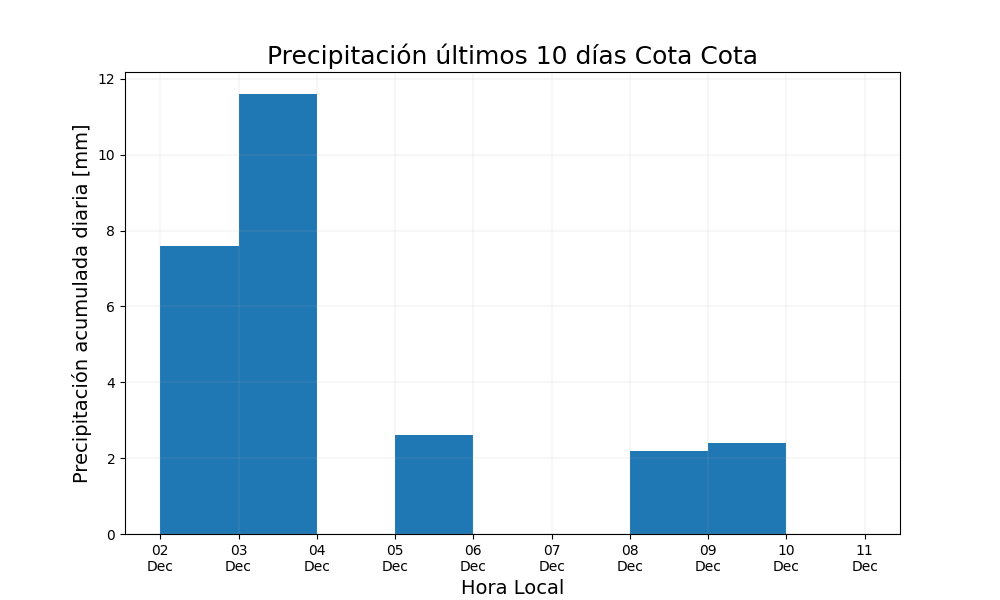 Precipitación últimos 10 días Cota Cota
Precipitación acumulada diaria [mm]
12
10
8
6
4
2
0
02 03 04 05 06 07 08 09 10 11
Dec Dec Dec Dec Dec Dec Dec Dec Dec Dec
Hora Local